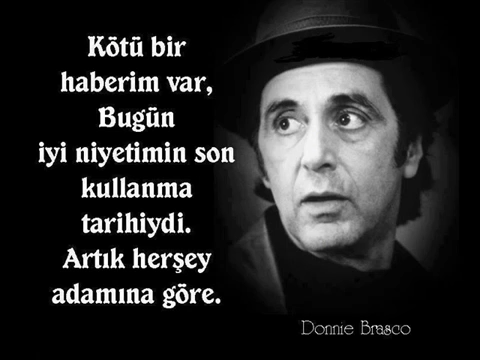 Kötü bir
haberim var,
Bugün
iyi niyetimin son
kullanma
tarihiydi.
Artık herşey
adamına göre.
Donnie Brasco